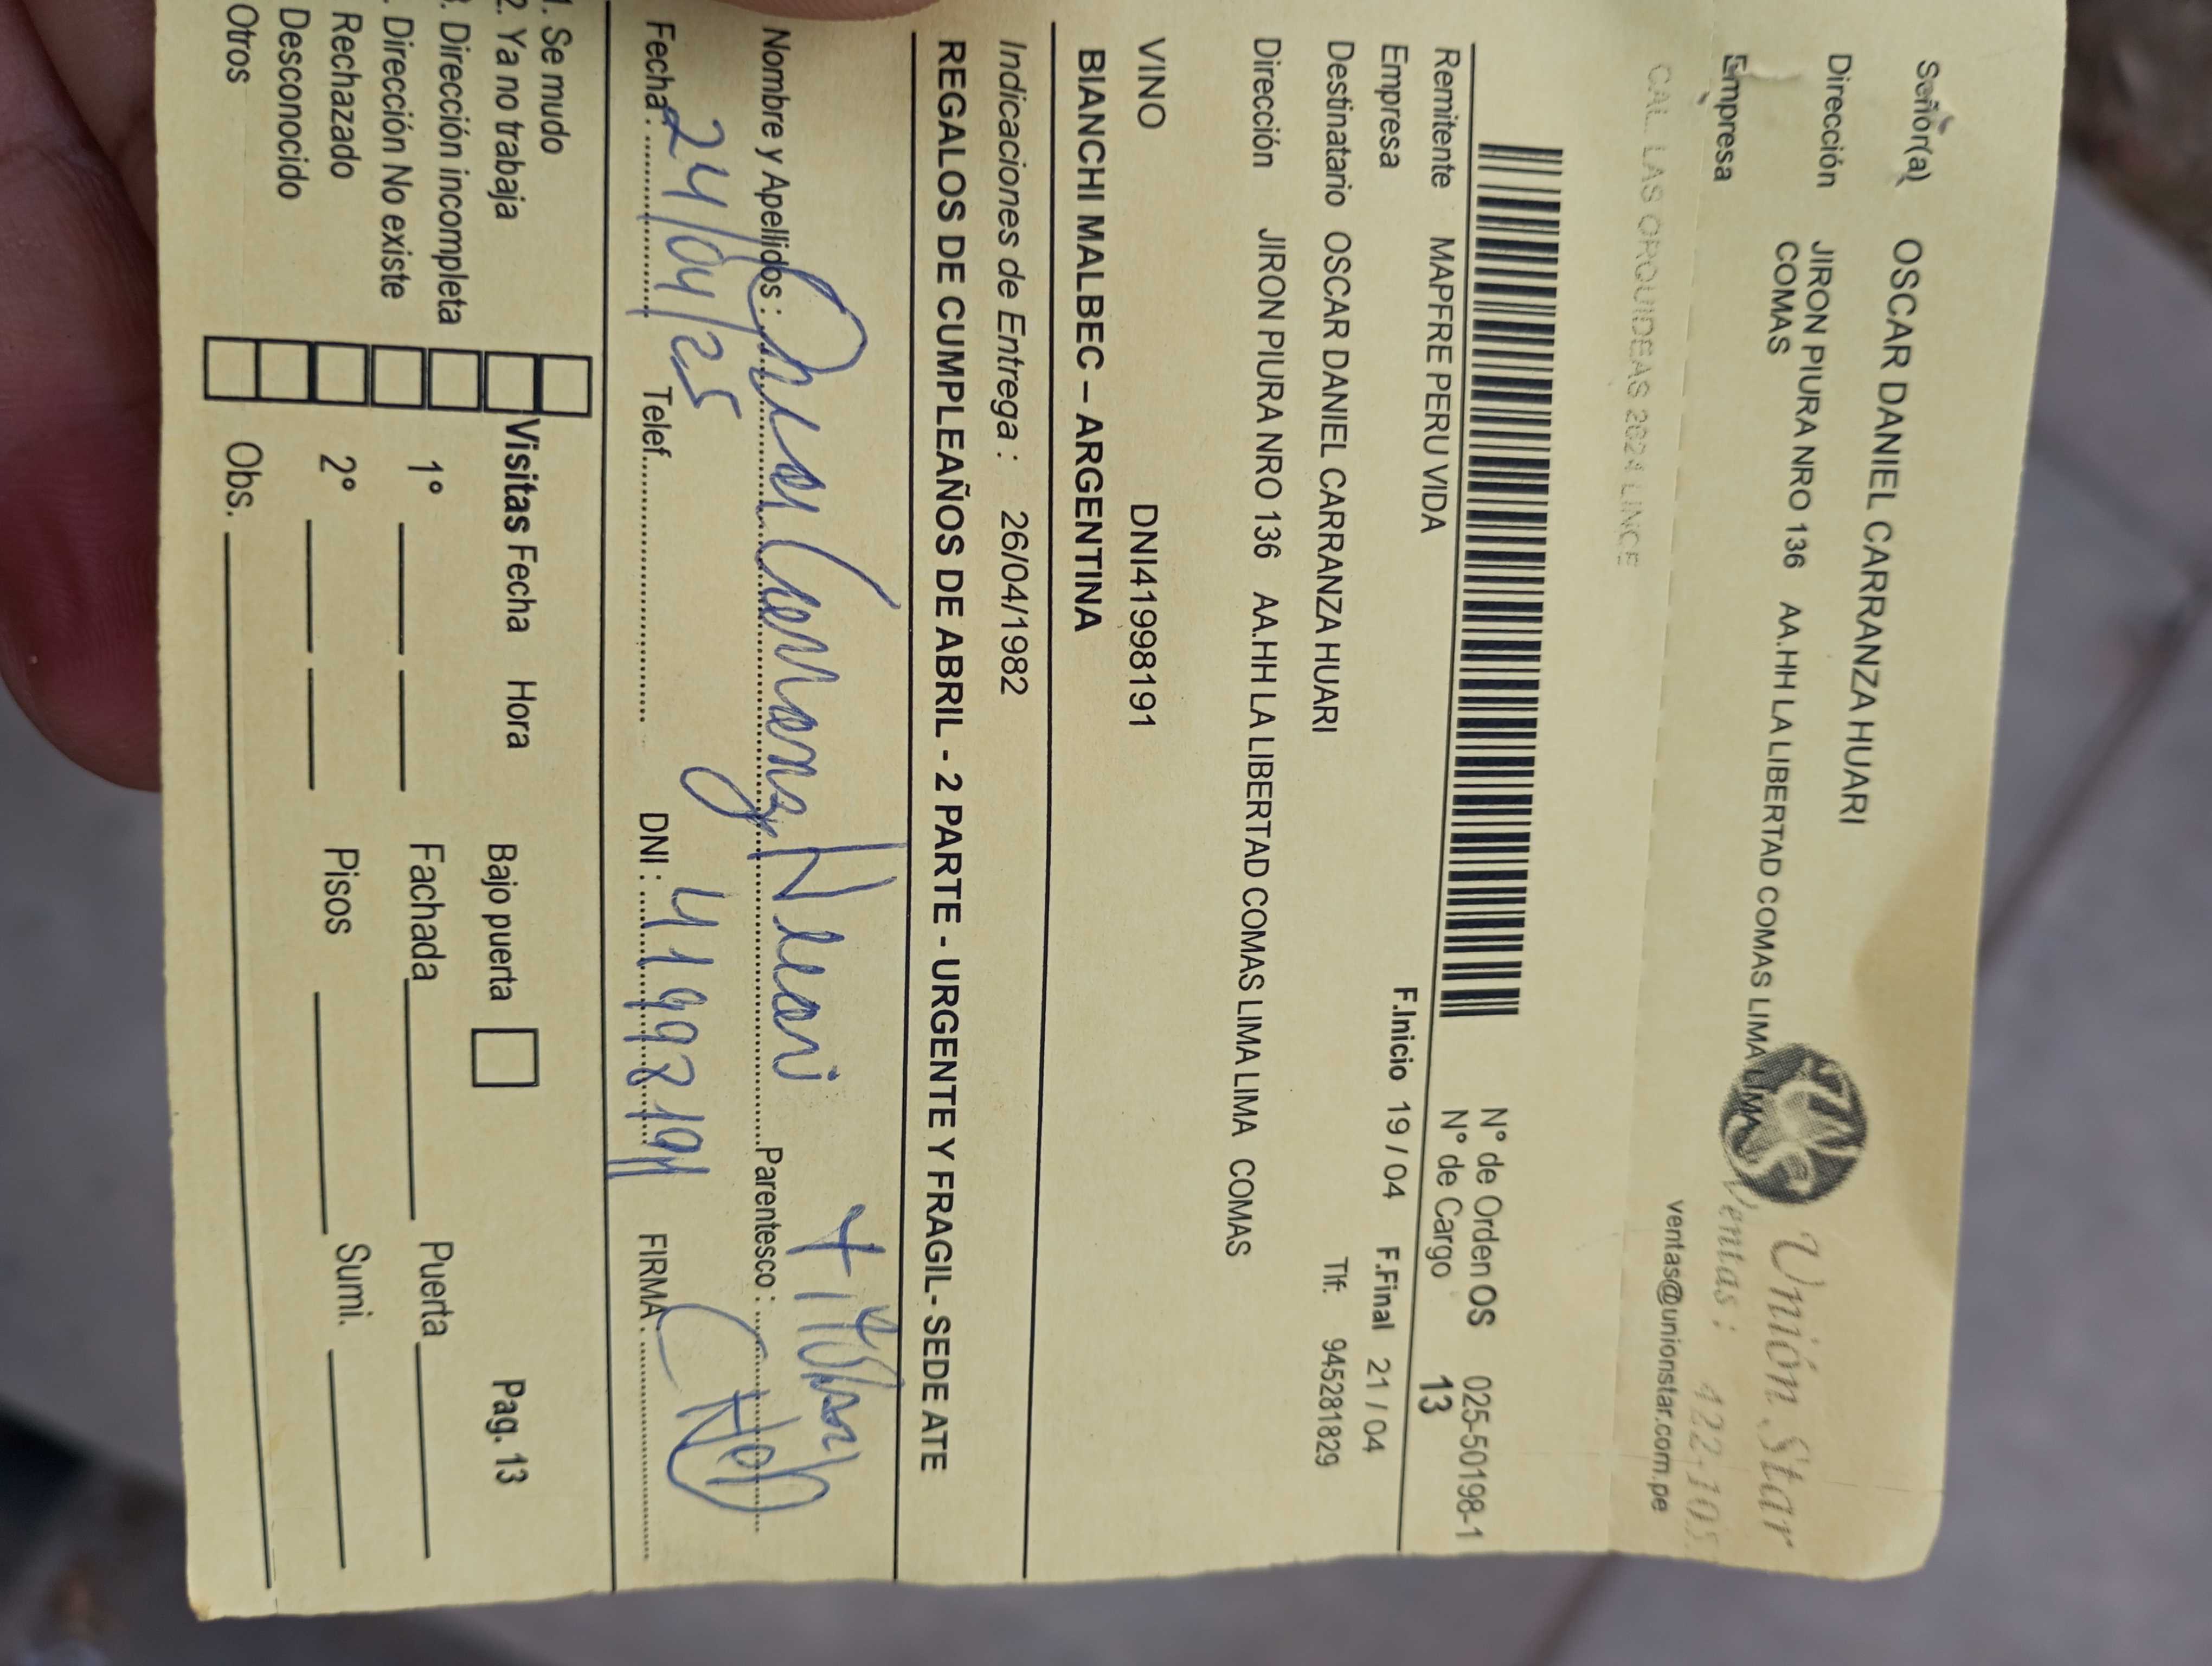 Señor(a) OSCAR DANIEL CARRANZA HUARI
Dirección JIRON PIURA NRO 136 AA.HH LA LIBERTAD COMAS LIMA LIMA
COMAS
Empresa
Unión Star
Ventas: 422-105
ventas@unionstar.com.pe
CAL. LAS ORQUIDEAS 2624 LINCE
N° de Orden OS 025-50198-1
N° de Cargo 13
Remitente MAPFRE PERU VIDA
Empresa F.Inicio 19 / 04 F.Final 21 / 04
Destinatario OSCAR DANIEL CARRANZA HUARI Tlf: 945281829
Dirección JIRON PIURA NRO 136 AA.HH LA LIBERTAD COMAS LIMA LIMA COMAS
VINO DNI41998191
BIANCHI MALBEC – ARGENTINA
Indicaciones de Entrega : 26/04/1982
REGALOS DE CUMPLEAÑOS DE ABRIL - 2 PARTE - URGENTE Y FRAGIL- SEDE ATE
Nombre y Apellidos : Oscar Carranza Huari Parentesco : Titular
Fecha: 24/04/25 Telef. DNI : 41998191 FIRMA:
1. Se mudo
2. Ya no trabaja
3. Dirección incompleta
. Dirección No existe
Rechazado
Desconocido
Otros
Visitas Fecha Hora Bajo puerta Pag. 13
1° Fachada Puerta
2° Pisos Sumi.
Obs.